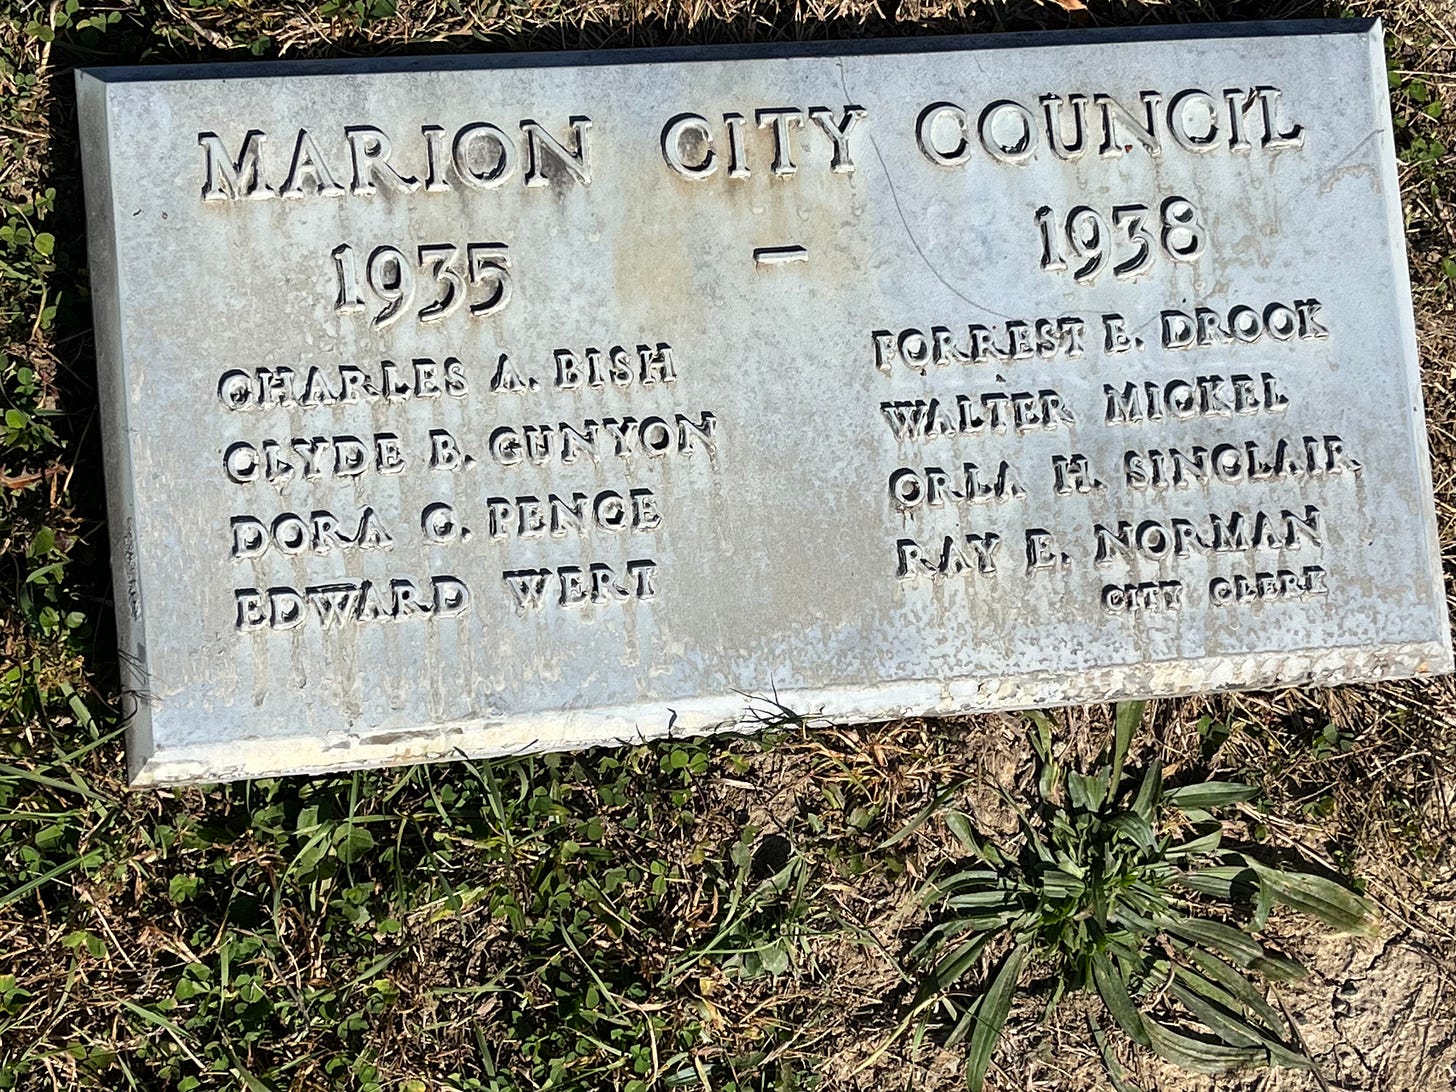 MARION CITY COUNCIL
1935 – 1938
CHARLES A. BISH
CLYDE B. GUNYON
DORA C. PENCE
EDWARD WERT
FORREST E. DROOK
WALTER MICKEL
ORLA H. SINCLAIR
RAY E. NORMAN
CITY CLERK